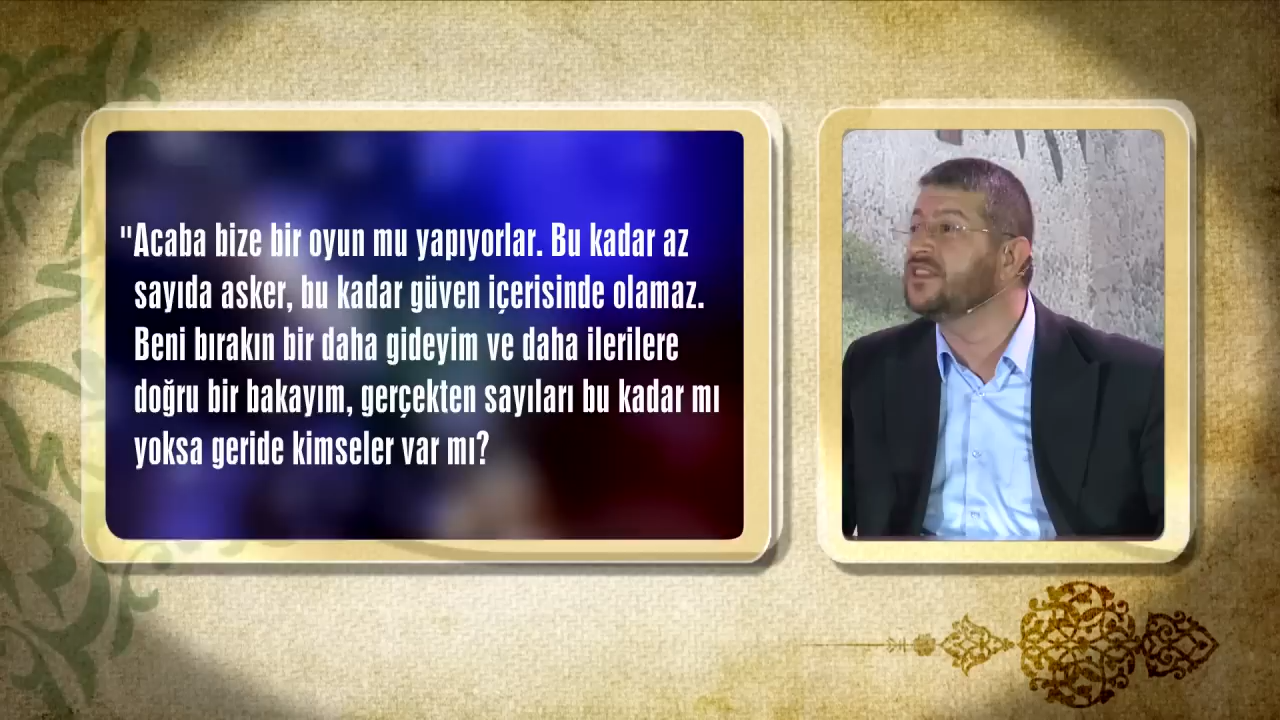 "Acaba bize bir oyun mu yapıyorlar. Bu kadar az
sayıda asker, bu kadar güven içerisinde olamaz.
Beni bırakın bir daha gideyim ve daha ilerilere
doğru bir bakayım, gerçekten sayıları bu kadar mı
yoksa geride kimseler var mı?